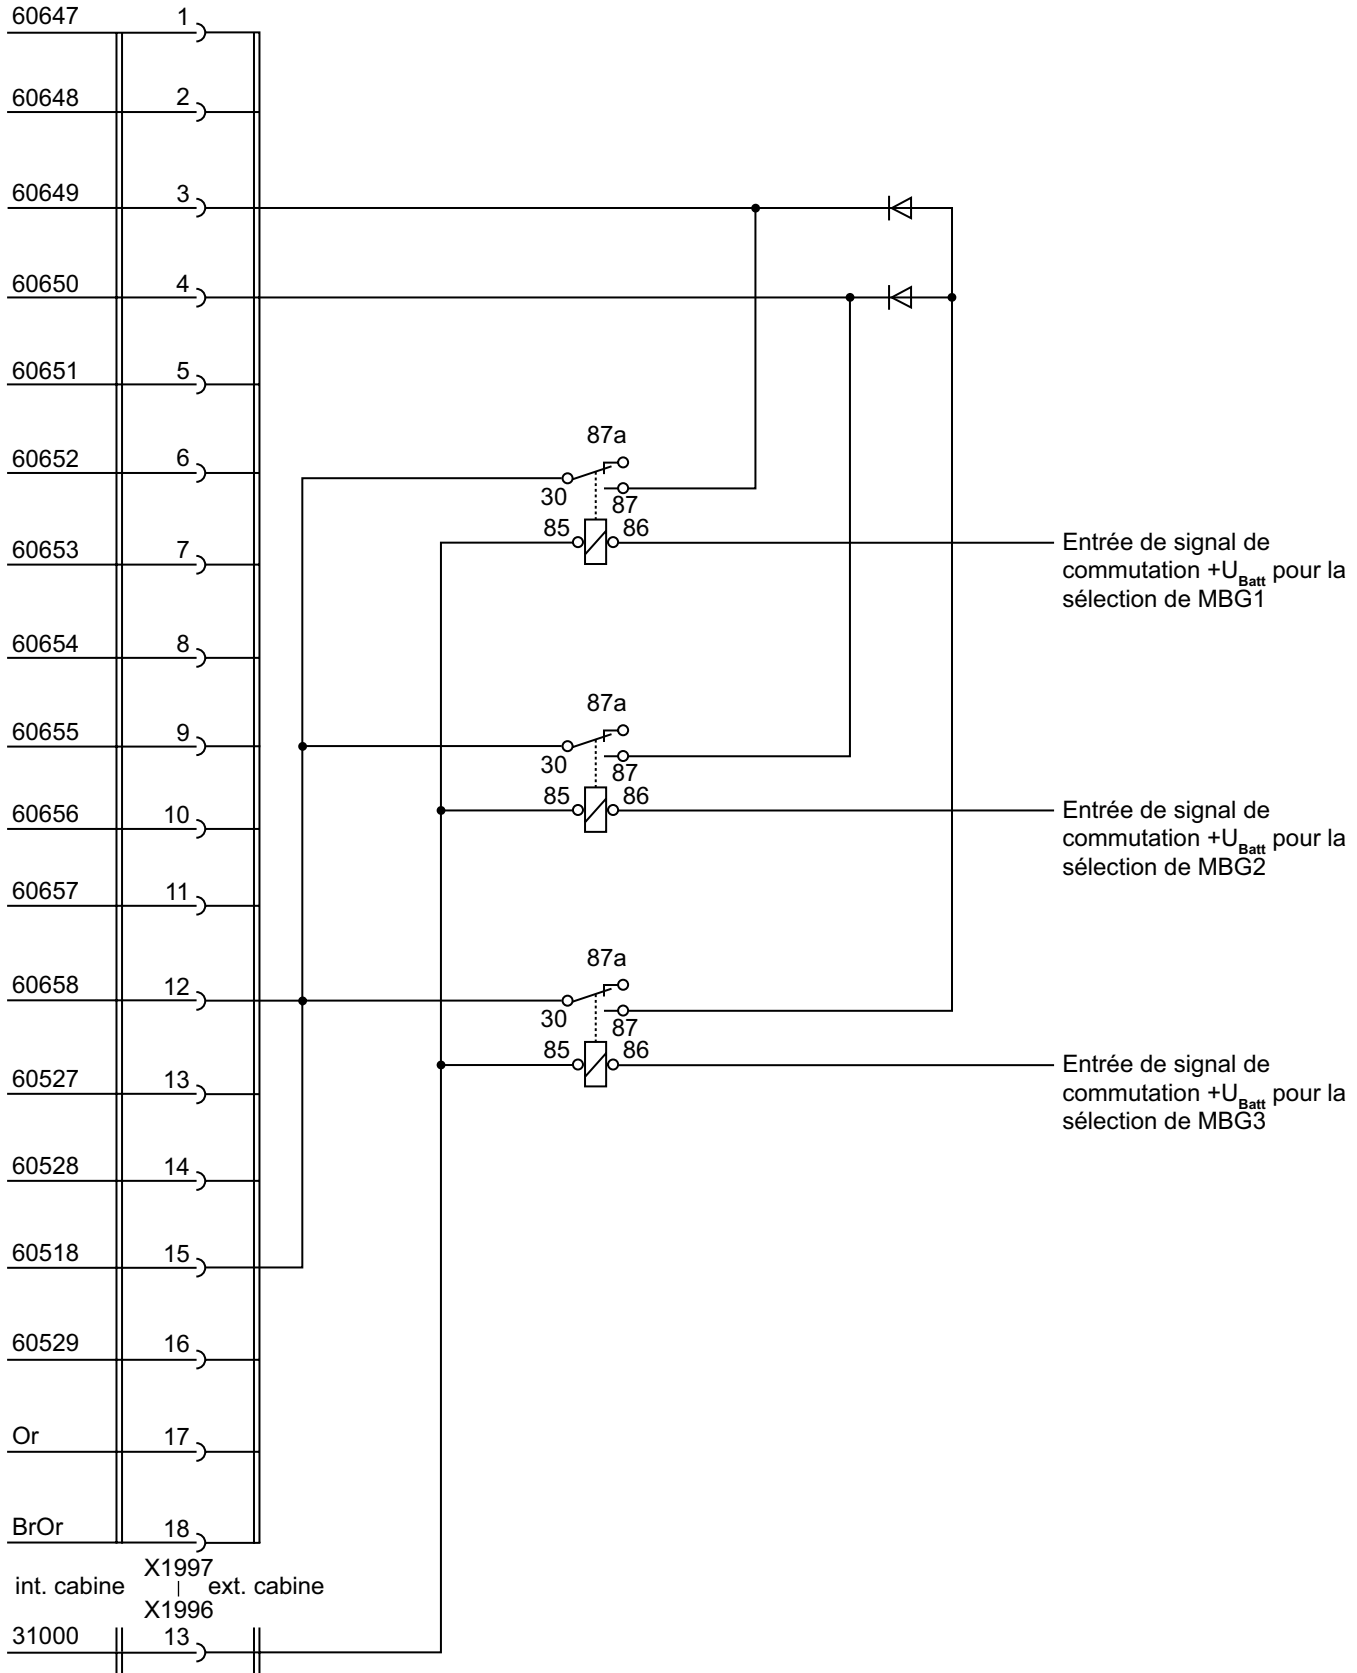 60647 1
60648 2
60649 3
60650 4
60651 5
87a
60652 6
30 87
85 86
60653 7
Entrée de signal de
commutation +UBatt pour la
sélection de MBG1
60654 8
87a
60655 9
30 87
85 86
60656 10
Entrée de signal de
commutation +UBatt pour la
sélection de MBG2
60657 11
87a
60658 12
30 87
85 86
60527 13
Entrée de signal de
commutation +UBatt pour la
sélection de MBG3
60528 14
60518 15
60529 16
Or 17
BrOr 18
X1997
int. cabine ext. cabine
X1996
31000 13